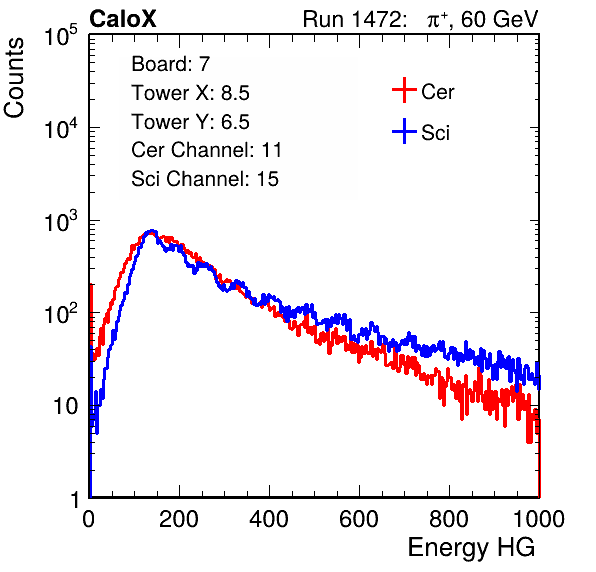 CaloX
Run 1472: π⁺, 60 GeV
Counts
10⁵
10⁴
10³
10²
10
1
Board: 7
Tower X: 8.5
Tower Y: 6.5
Cer Channel: 11
Sci Channel: 15
Cer
Sci
0 200 400 600 800 1000
Energy HG